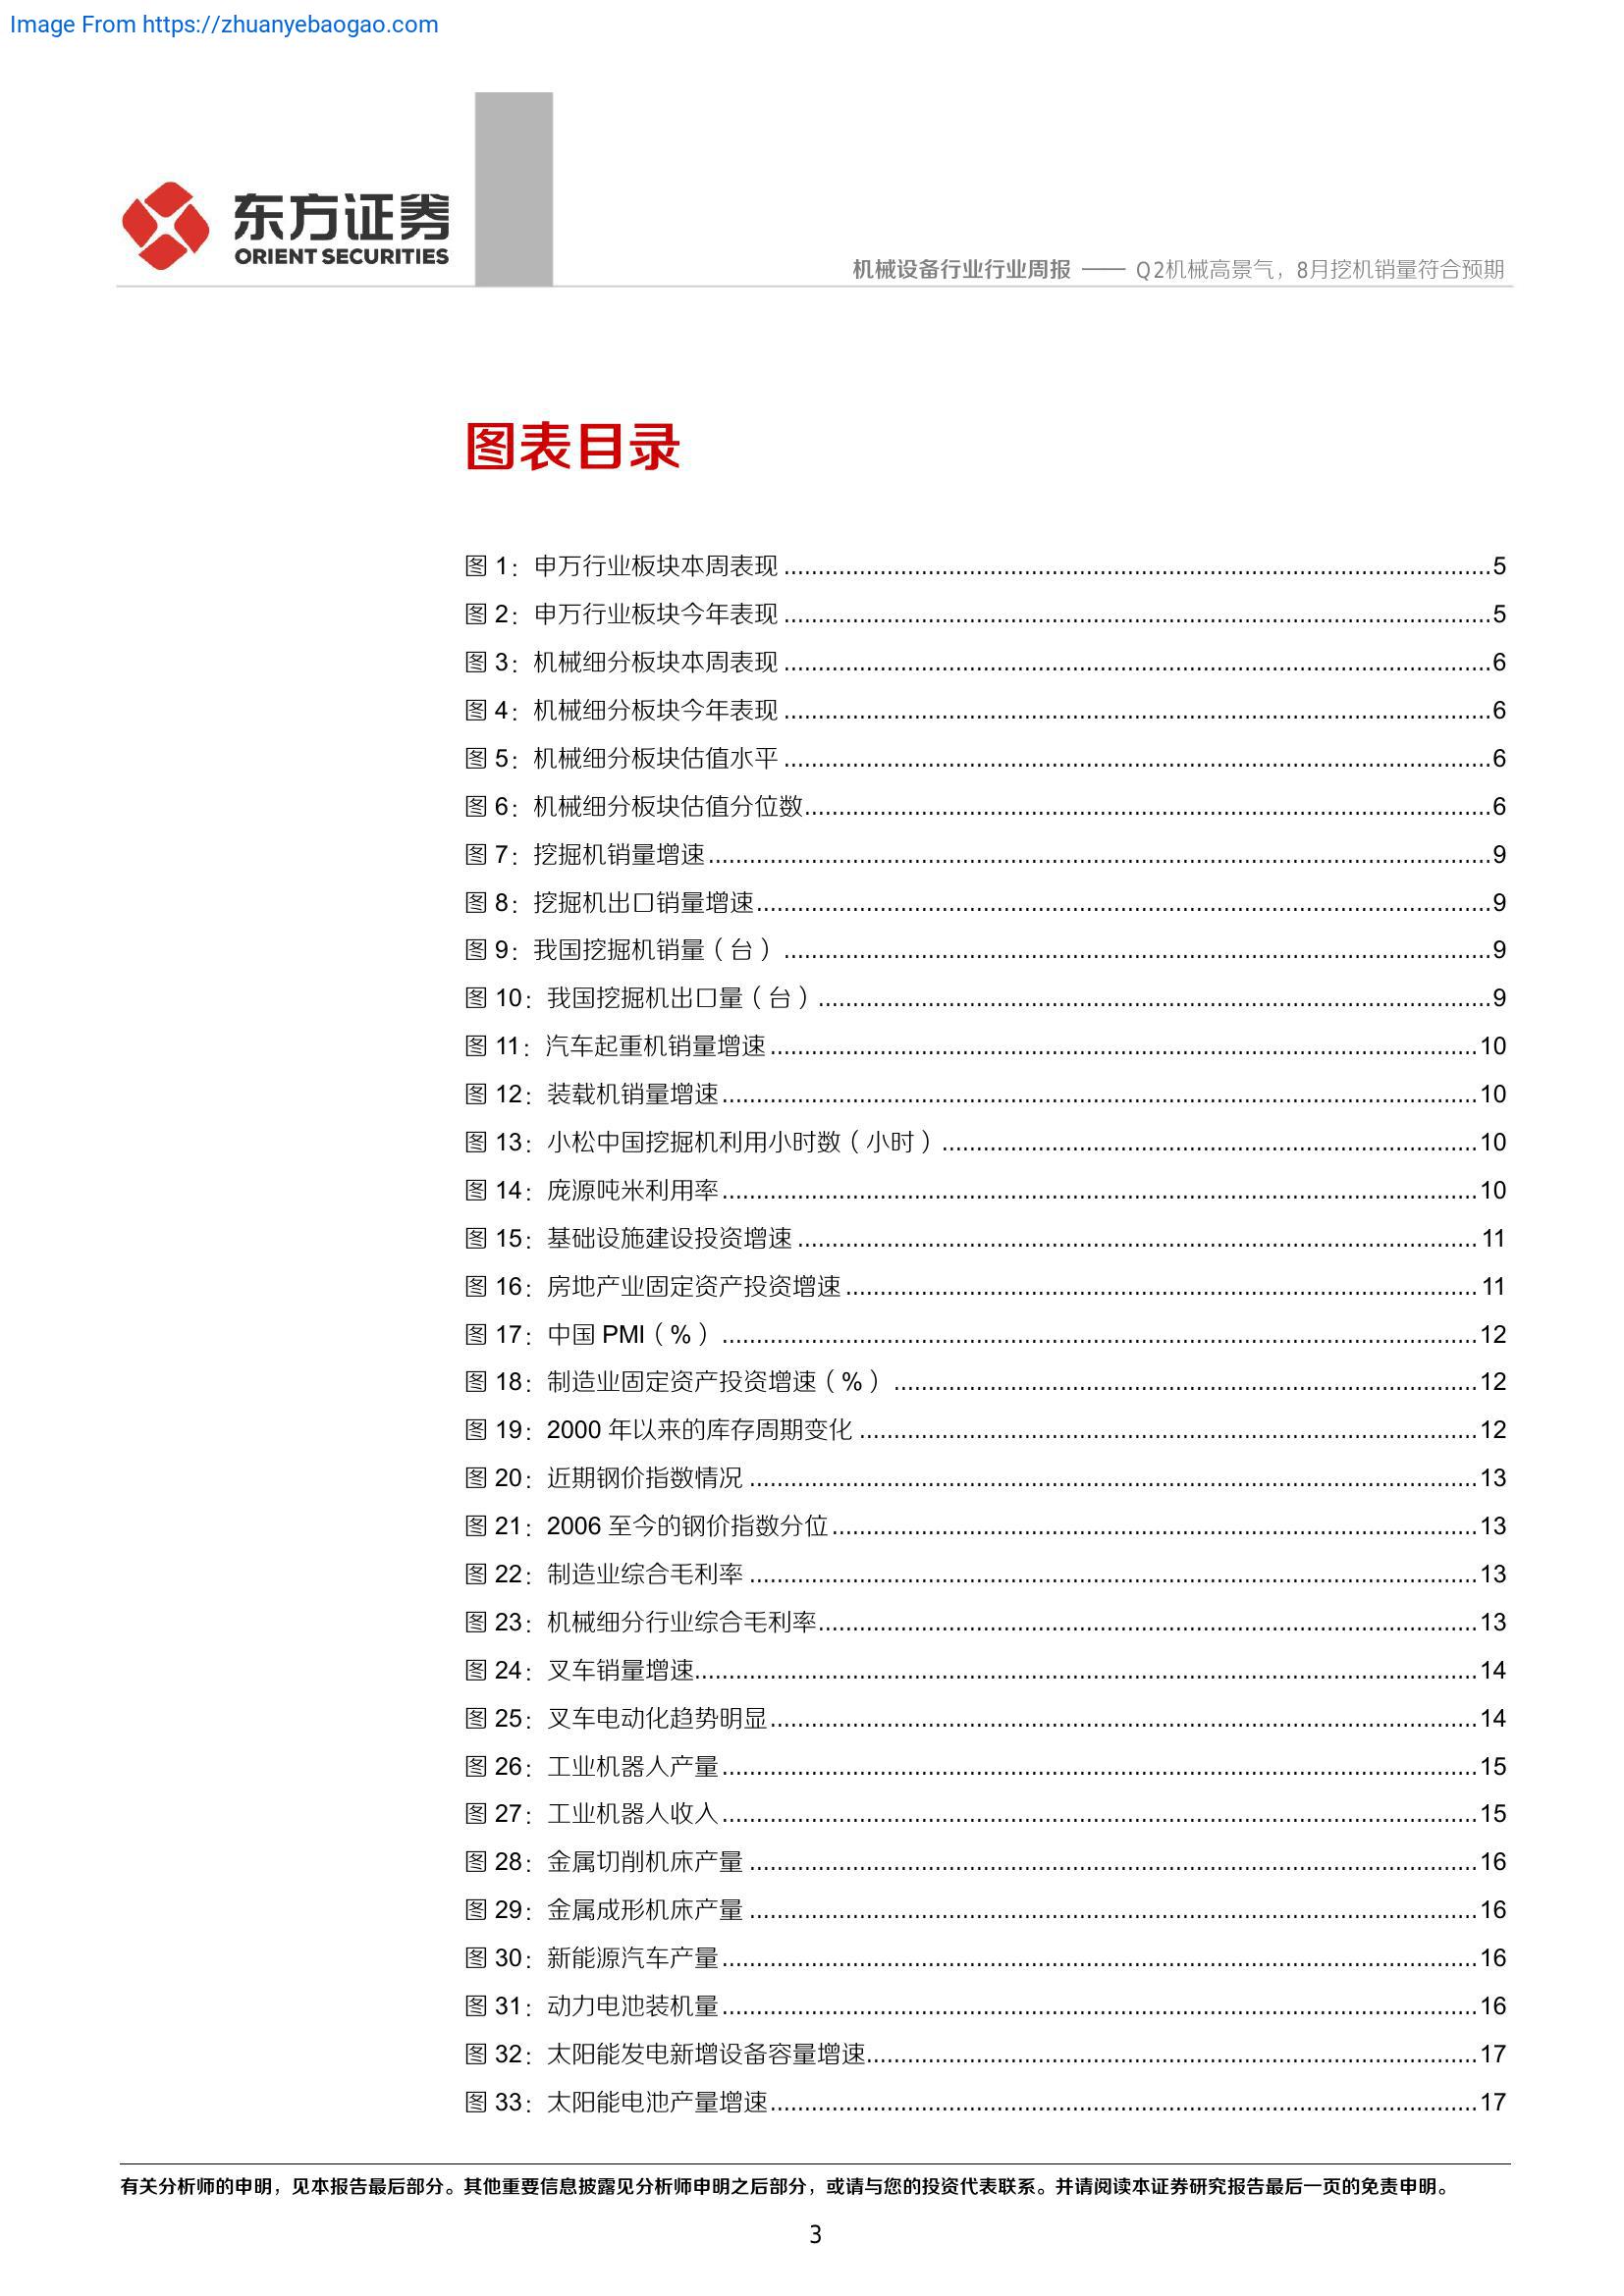 Image From https://zhuanyebaogao.com
东方证券
ORIENT SECURITIES
机械设备行业行业周报 —— Q2机械高景气，8月挖机销量符合预期
图表目录
图 1：申万行业板块本周表现 ........................................................................................................5
图 2：申万行业板块今年表现 ........................................................................................................5
图 3：机械细分板块本周表现 ........................................................................................................6
图 4：机械细分板块今年表现 ........................................................................................................6
图 5：机械细分板块估值水平 ........................................................................................................6
图 6：机械细分板块估值分位数.....................................................................................................6
图 7：挖掘机销量增速...................................................................................................................9
图 8：挖掘机出口销量增速............................................................................................................9
图 9：我国挖掘机销量（台） ........................................................................................................9
图 10：我国挖掘机出口量（台）...................................................................................................9
图 11：汽车起重机销量增速........................................................................................................10
图 12：装载机销量增速...............................................................................................................10
图 13：小松中国挖掘机利用小时数（小时）...............................................................................10
图 14：庞源吨米利用率...............................................................................................................10
图 15：基础设施建设投资增速 ....................................................................................................11
图 16：房地产业固定资产投资增速 .............................................................................................11
图 17：中国 PMI（%） ...............................................................................................................12
图 18：制造业固定资产投资增速（%） ......................................................................................12
图 19：2000 年以来的库存周期变化 ...........................................................................................12
图 20：近期钢价指数情况 ...........................................................................................................13
图 21：2006 至今的钢价指数分位...............................................................................................13
图 22：制造业综合毛利率 ...........................................................................................................13
图 23：机械细分行业综合毛利率.................................................................................................13
图 24：叉车销量增速...................................................................................................................14
图 25：叉车电动化趋势明显........................................................................................................14
图 26：工业机器人产量...............................................................................................................15
图 27：工业机器人收入...............................................................................................................15
图 28：金属切削机床产量 ...........................................................................................................16
图 29：金属成形机床产量 ...........................................................................................................16
图 30：新能源汽车产量...............................................................................................................16
图 31：动力电池装机量...............................................................................................................16
图 32：太阳能发电新增设备容量增速..........................................................................................17
图 33：太阳能电池产量增速........................................................................................................17
有关分析师的申明，见本报告最后部分。其他重要信息披露见分析师申明之后部分，或请与您的投资代表联系。并请阅读本证券研究报告最后一页的免责申明。
3